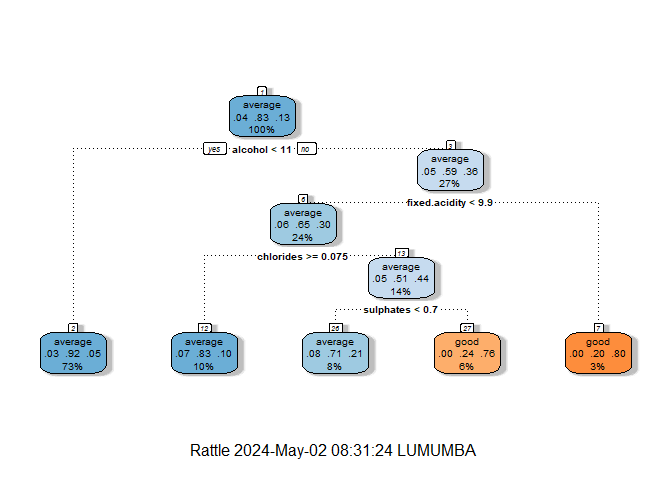 1
average
.04 .83 .13
100%
yes alcohol < 11 no
3
average
.05 .59 .36
27%
fixed.acidity < 9.9
6
average
.06 .65 .30
24%
chlorides >= 0.075
13
average
.05 .51 .44
14%
sulphates < 0.7
2
average
.03 .92 .05
73%
12
average
.07 .83 .10
10%
26
average
.08 .71 .21
8%
27
good
.00 .24 .76
6%
7
good
.00 .20 .80
3%
Rattle 2024-May-02 08:31:24 LUMUMBA